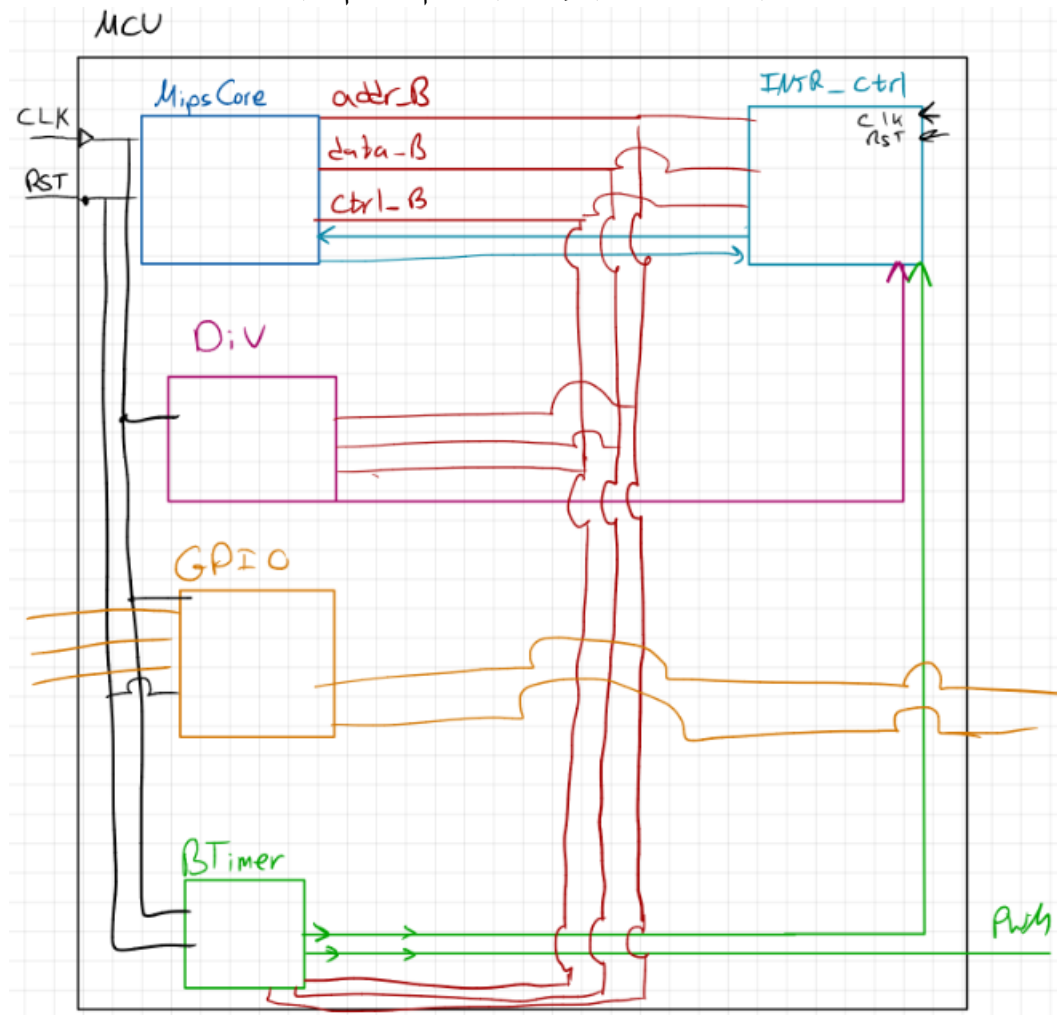 MCU
MipsCore
addr_B
INTR_Ctrl
CLK
clk
RST
data_B
RST
ctrl_B
DiV
GPIO
BTimer
PWM